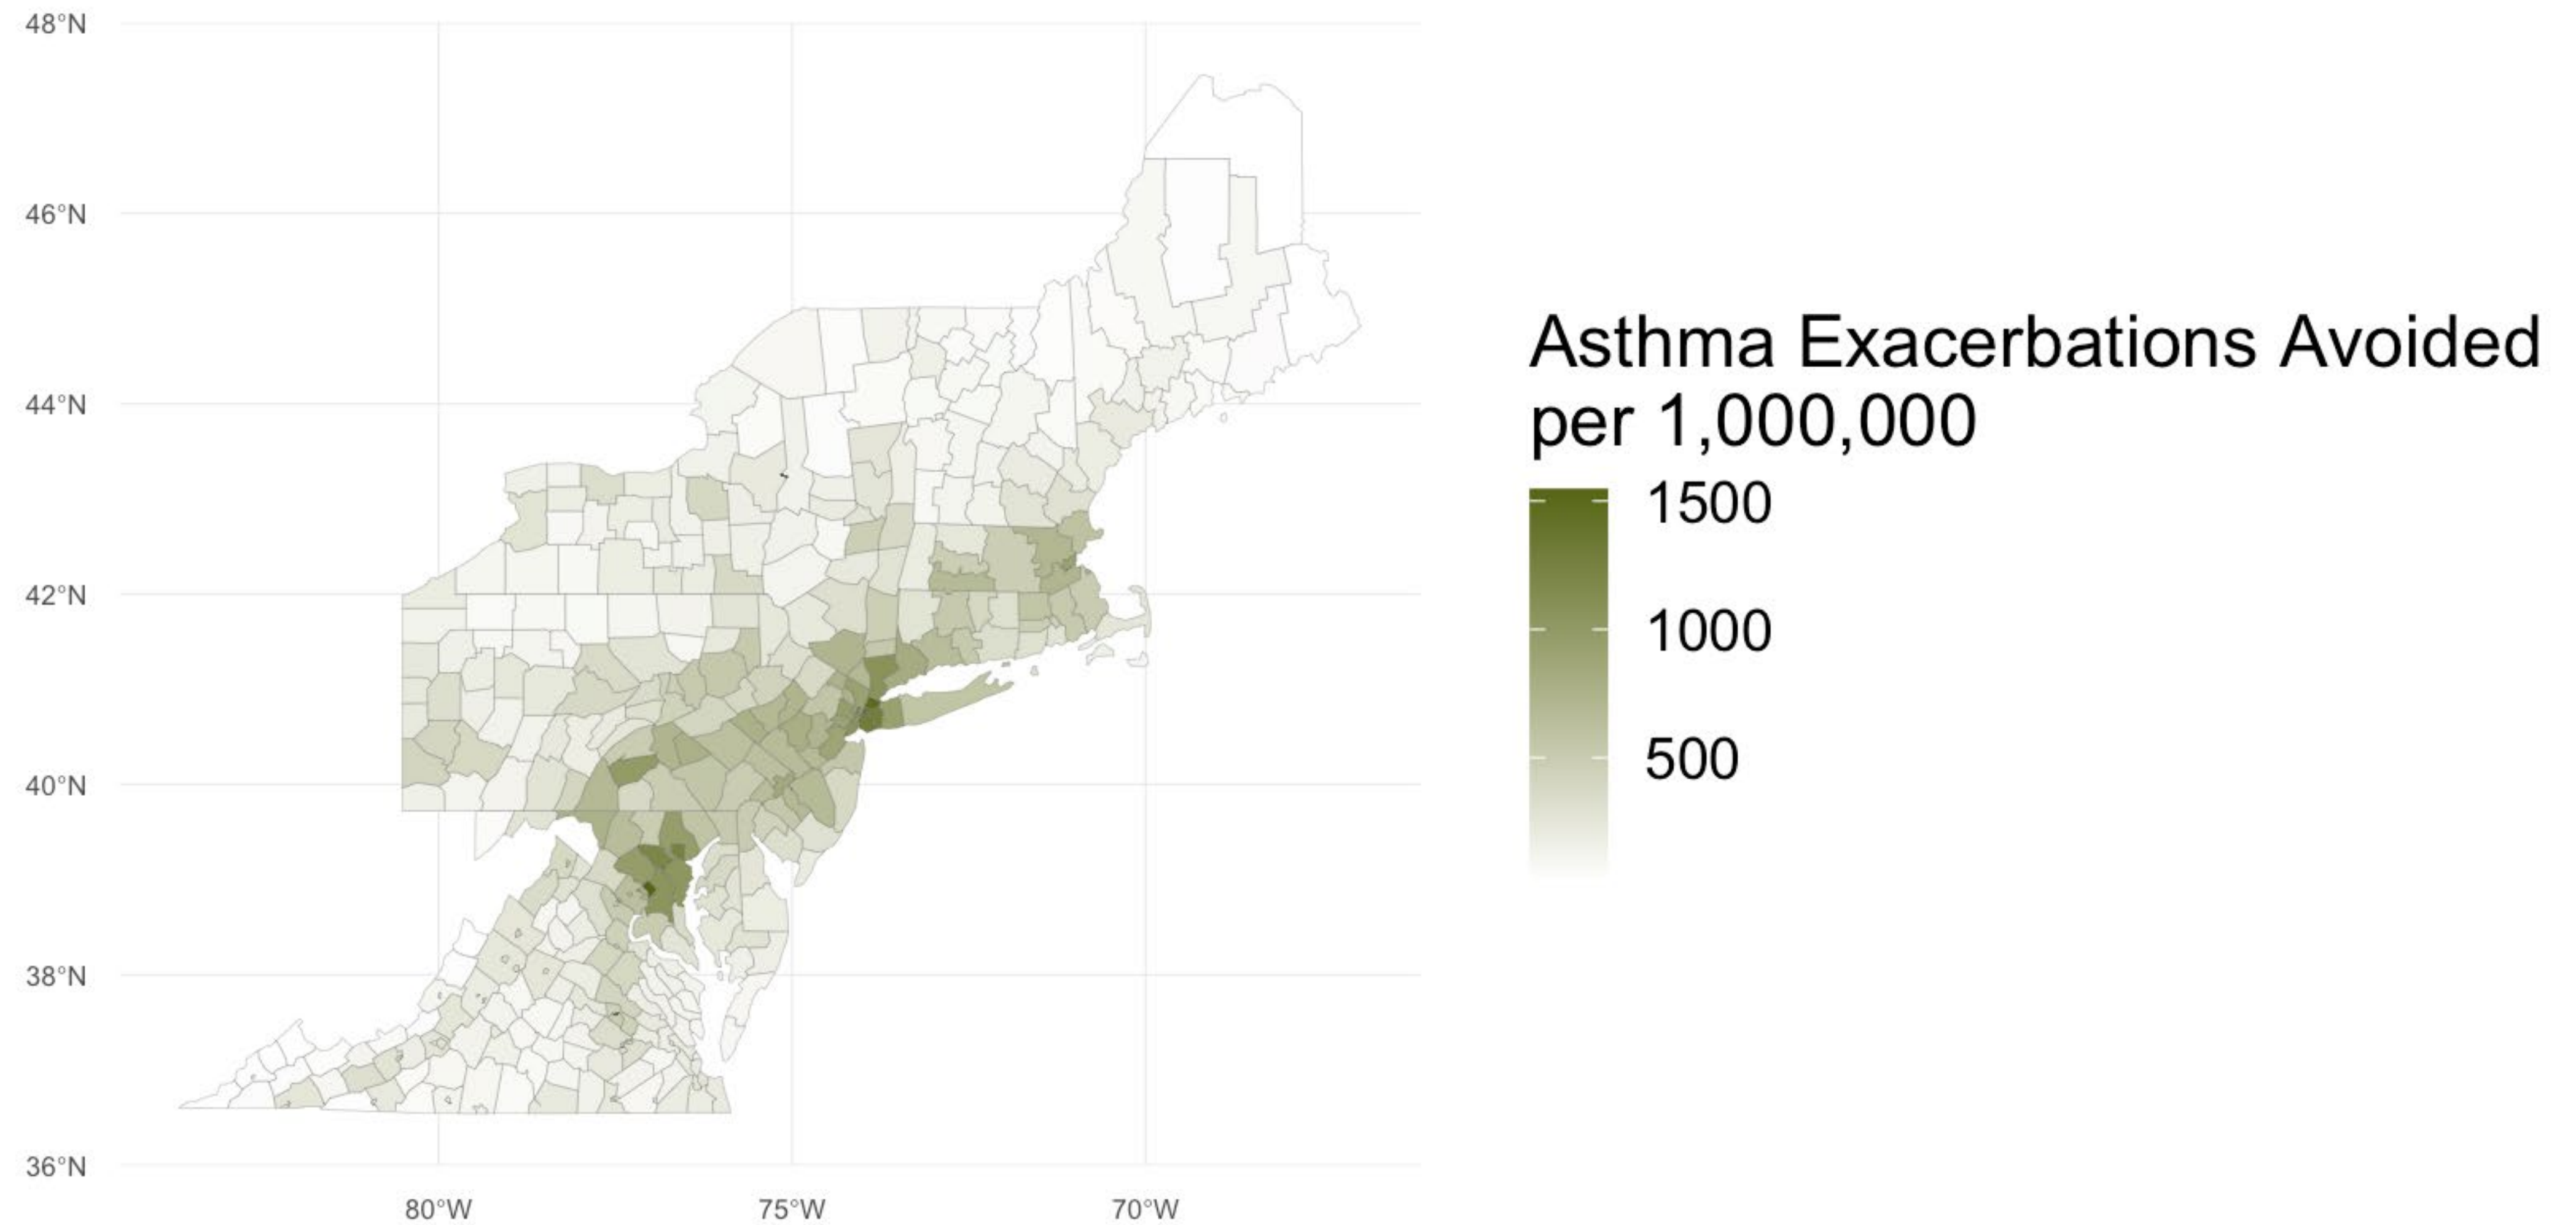 48°N
46°N
44°N
42°N
40°N
38°N
36°N
80°W 75°W 70°W
Asthma Exacerbations Avoided
per 1,000,000
1500
1000
500